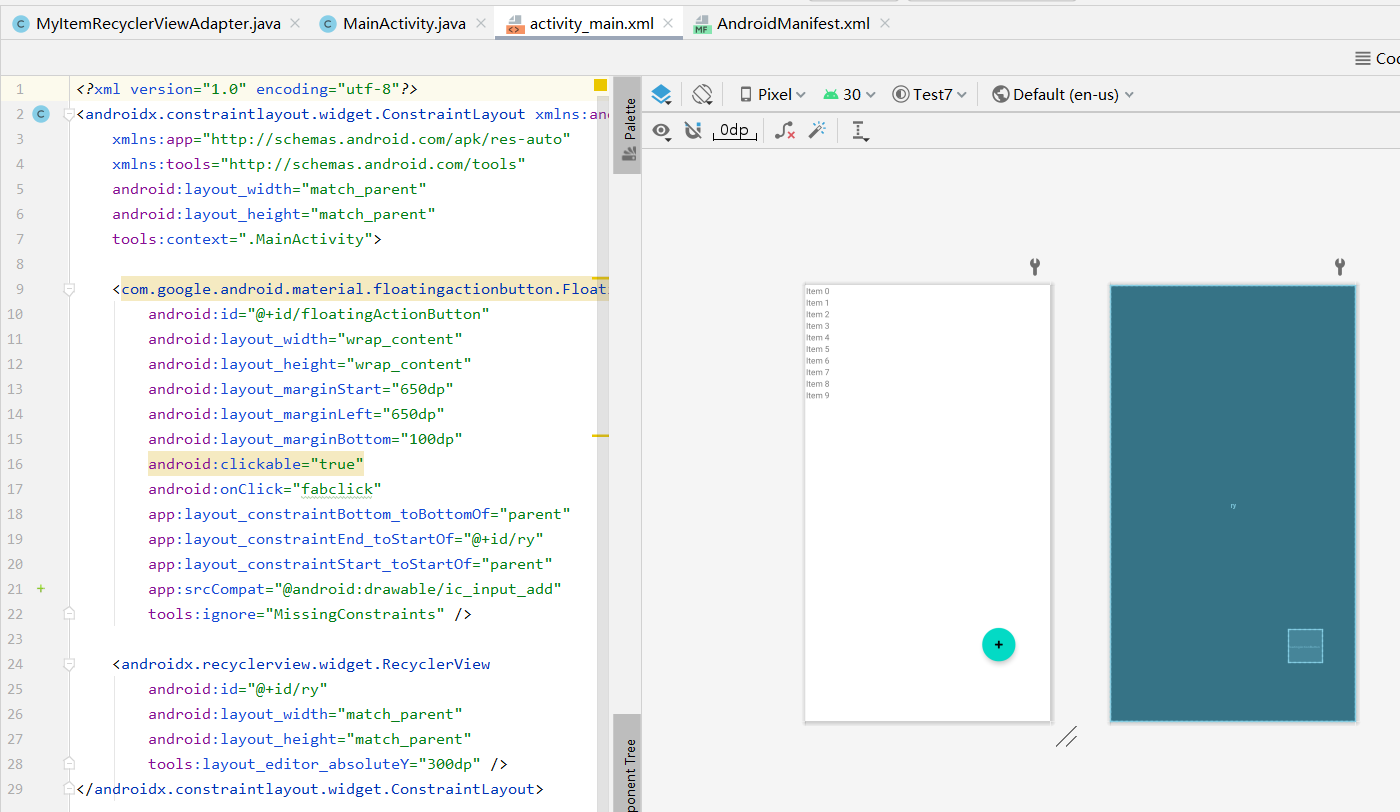 MyItemRecyclerViewAdapter.java
MainActivity.java
activity_main.xml
AndroidManifest.xml
Pixel
30
Test7
Default (en-us)
0dp
Palette
1 <?xml version="1.0" encoding="utf-8"?>
2 <androidx.constraintlayout.widget.ConstraintLayout xmlns:
3 xmlns:app="http://schemas.android.com/apk/res-auto"
4 xmlns:tools="http://schemas.android.com/tools"
5 android:layout_width="match_parent"
6 android:layout_height="match_parent"
7 tools:context=".MainActivity">
8
9 <com.google.android.material.floatingactionbutton.
10 android:id="@+id/floatingActionButton"
11 android:layout_width="wrap_content"
12 android:layout_height="wrap_content"
13 android:layout_marginStart="650dp"
14 android:layout_marginLeft="650dp"
15 android:layout_marginBottom="100dp"
16 android:clickable="true"
17 android:onClick="fabclick"
18 app:layout_constraintBottom_toBottomOf="parent"
19 app:layout_constraintEnd_toStartOf="@+id/ry"
20 app:layout_constraintStart_toStartOf="parent"
21 app:srcCompat="@android:drawable/ic_input_add"
22 tools:ignore="MissingConstraints" />
23
24 <androidx.recyclerview.widget.RecyclerView
25 android:id="@+id/ry"
26 android:layout_width="match_parent"
27 android:layout_height="match_parent"
28 tools:layout_editor_absoluteY="300dp" />
29 </androidx.constraintlayout.widget.ConstraintLayout>
Item 0
Item 1
Item 2
Item 3
Item 4
Item 5
Item 6
Item 7
Item 8
Item 9
ry
ponent Tree